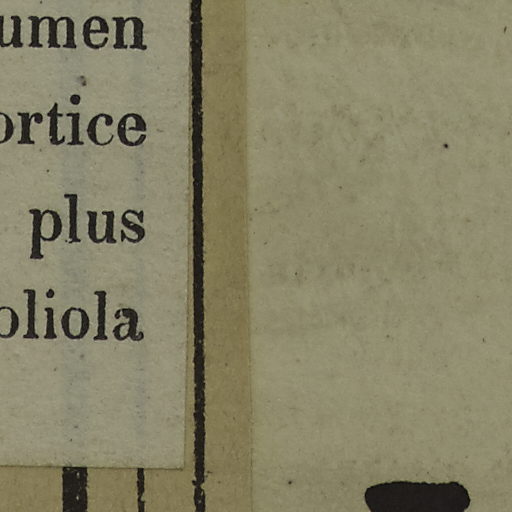 umen
ortice
plus
oliola